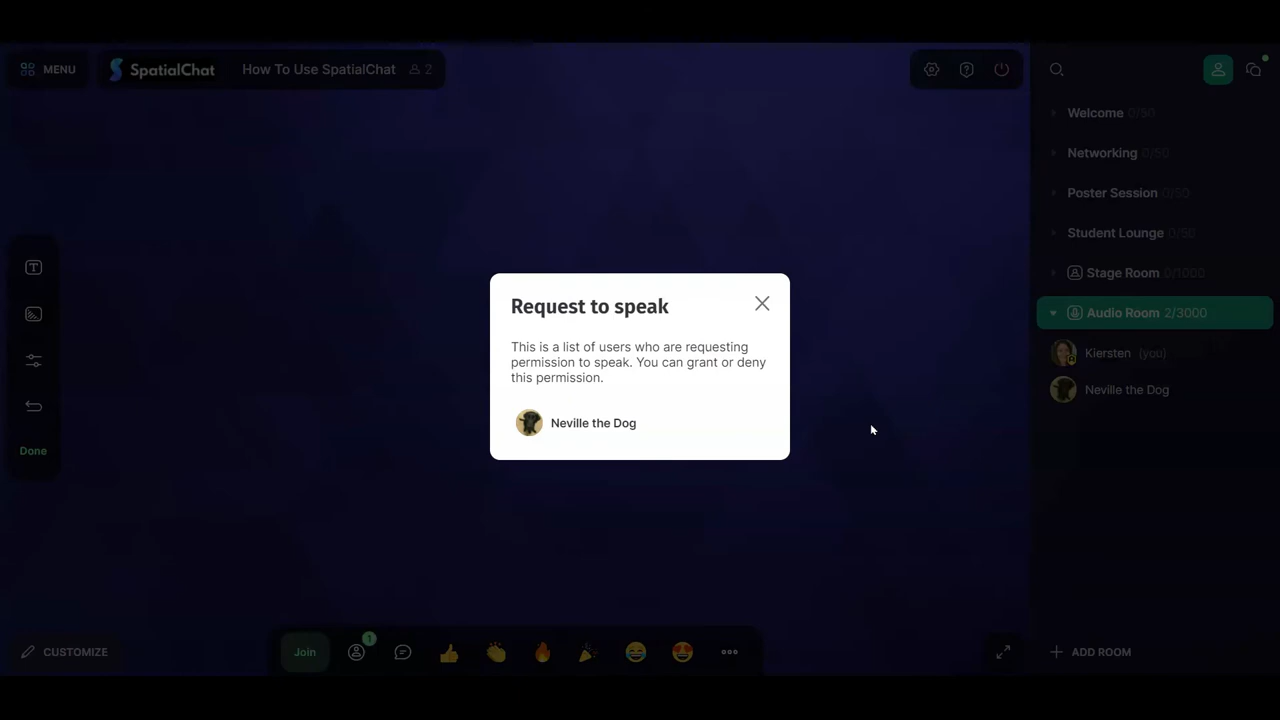 MENU
SpatialChat
How To Use SpatialChat 2
Welcome 0/50
Networking 0/50
Poster Session 0/50
Student Lounge 0/50
Stage Room 0/1000
Audio Room 2/3000
Kiersten (you)
Neville the Dog
Request to speak
This is a list of users who are requesting
permission to speak. You can grant or deny
this permission.
Neville the Dog
T
Done
CUSTOMIZE
Join
1
ADD ROOM